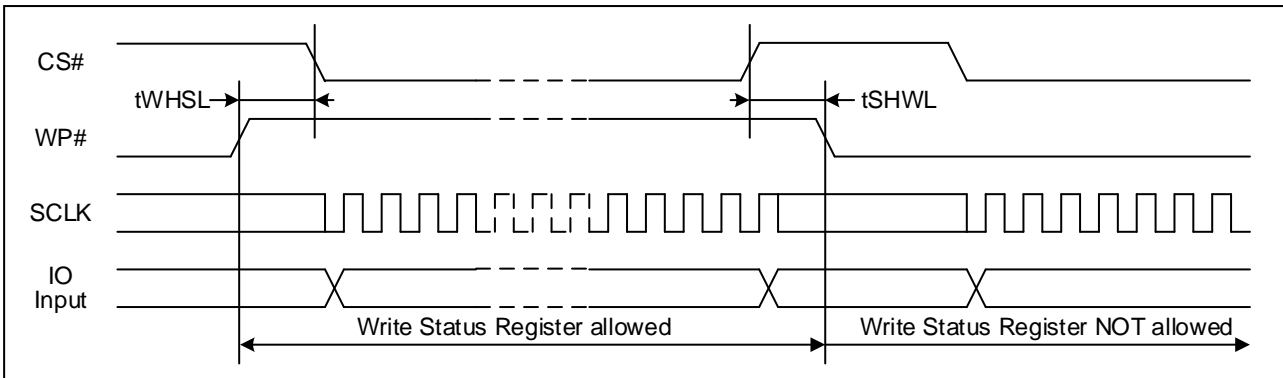 CS#
tWHSL
tSHWL
WP#
SCLK
IO
Input
Write Status Register allowed
Write Status Register NOT allowed